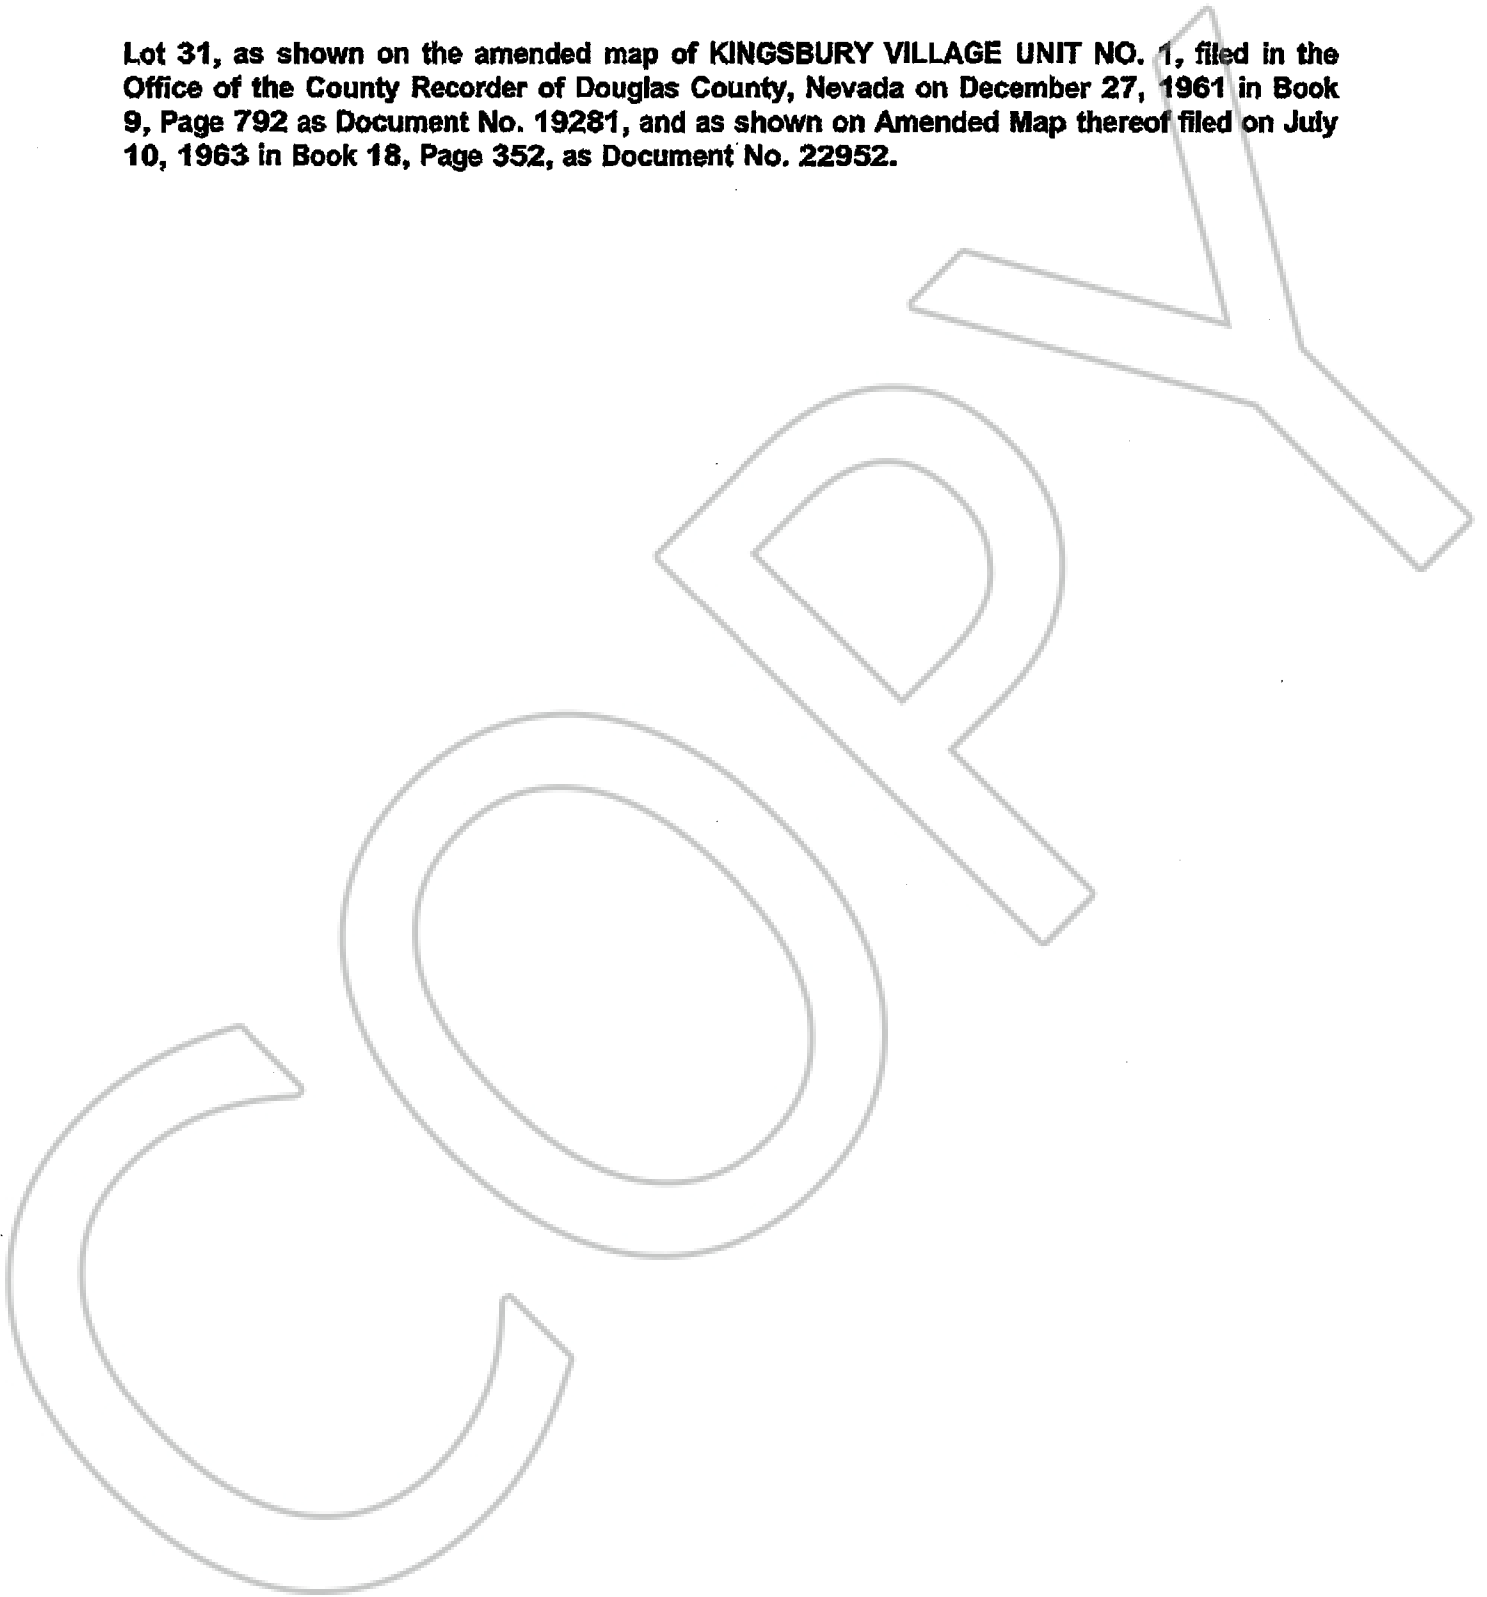 Lot 31, as shown on the amended map of KINGSBURY VILLAGE UNIT NO. 1, filed in the
Office of the County Recorder of Douglas County, Nevada on December 27, 1961 in Book
9, Page 792 as Document No. 19281, and as shown on Amended Map thereof filed on July
10, 1963 in Book 18, Page 352, as Document No. 22952.
COPY